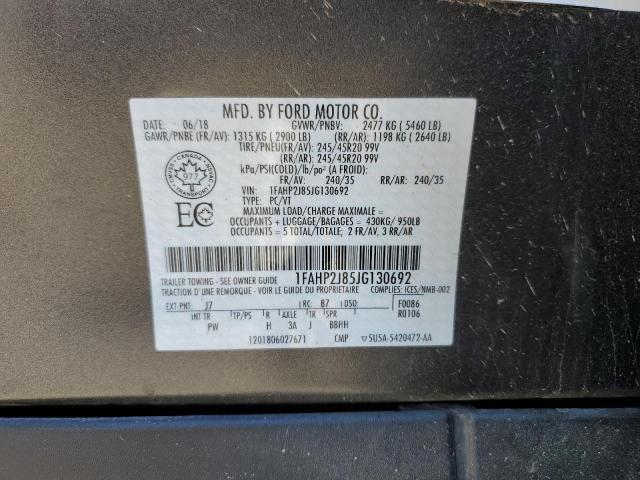 MFD. BY FORD MOTOR CO.
DATE: 06/18 GVWR/PNBV: 2477 KG ( 5460 LB)
GAWR/PNBE (FR/AV): 1315 KG ( 2900 LB) (RR/AR): 1198 KG ( 2640 LB)
TIRE/PNEU(FR/AV): 245/45R20 99V
(RR/AR): 245/45R20 99V
kPa/PSI(COLD)/lb/po² (A FROID):
FR/AV: 240/35 RR/AR: 240/35
VIN: 1FAHP2J85JG130692
TYPE: PC/VT
MAXIMUM LOAD/CHARGE MAXIMALE =
OCCUPANTS + LUGGAGE/BAGAGES = 430KG/ 950LB
OCCUPANTS = 5 TOTAL/TOTALE; 2 FR/AV, 3 RR/AR
CANADA
977
TRANSPORT
EC
TRAILER TOWING - SEE OWNER GUIDE 1FAHP2J85JG130692
TRACTION D'UNE REMORQUE - VOIR LE GUIDE DU PROPRIETAIRE COMPLIES: ICES/NMB-002
EXT PNT: J7 RC: B7 DSO: F0086
INT TR TP/PS R AXLE TR SPR R0106
PW H 3A J BBHH
1201806027671 CMP 5U5A-5420472-AA